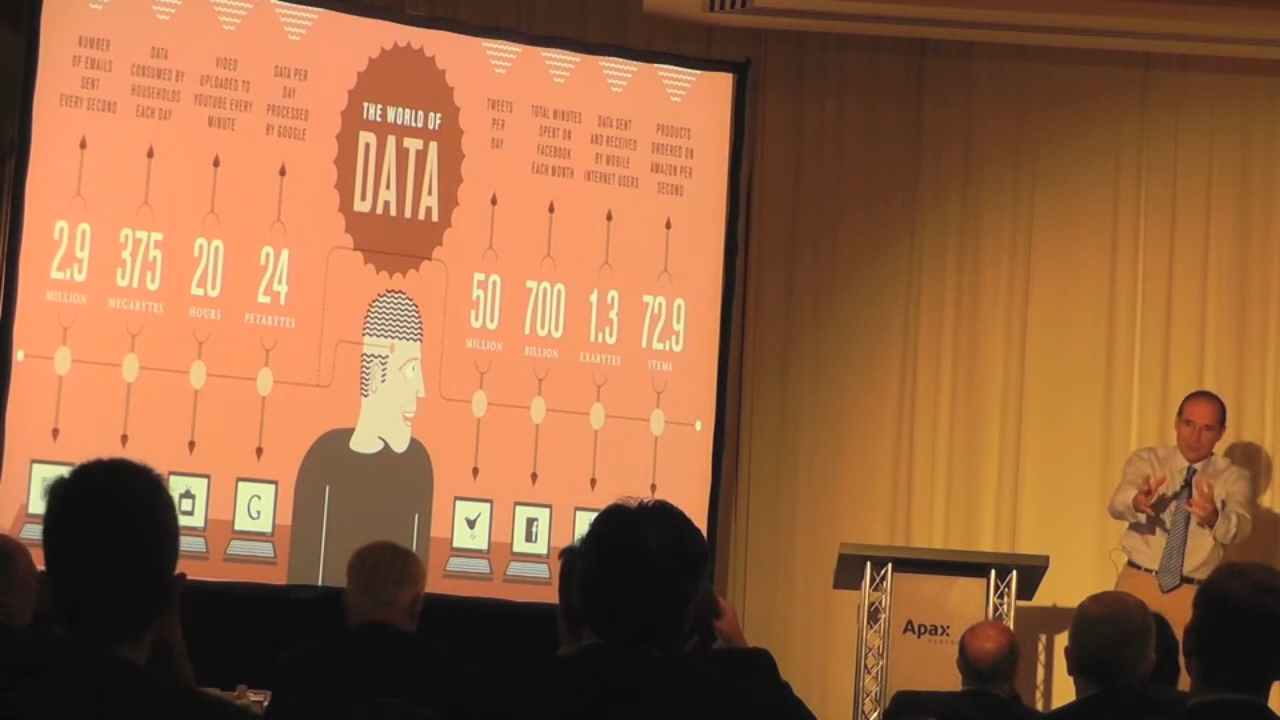 NUMBER
OF EMAILS
SENT
EVERY SECOND
2.9
MILLION
DATA
CONSUMED BY
HOUSEHOLDS
EACH DAY
375
MEGABYTES
VIDEO
UPLOADED TO
YOUTUBE EVERY
MINUTE
20
HOURS
DATA PER
DAY
PROCESSED
BY GOOGLE
24
PETABYTES
THE WORLD OF
DATA
TWEETS
PER
DAY
50
MILLION
TOTAL MINUTES
SPENT ON
FACEBOOK
EACH MONTH
700
BILLION
DATA SENT
AND RECEIVED
BY MOBILE
INTERNET USERS
1.3
EXABYTES
PRODUCTS
ORDERED ON
AMAZON PER
SECOND
72.9
ITEMS
G
f
Apax